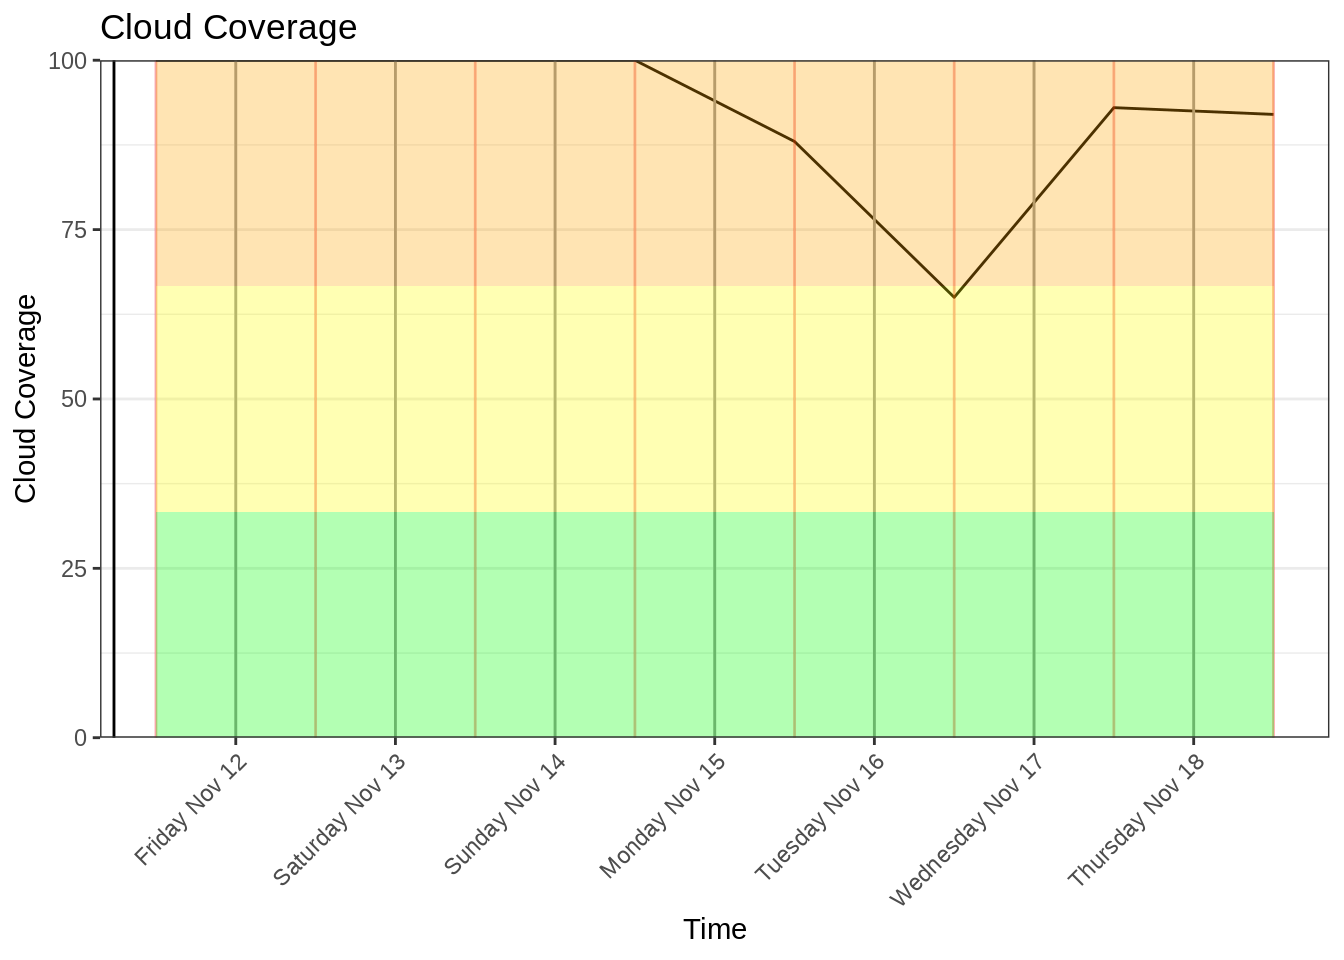 Cloud Coverage
100
75
50
25
0
Cloud Coverage
Friday Nov 12
Saturday Nov 13
Sunday Nov 14
Monday Nov 15
Tuesday Nov 16
Wednesday Nov 17
Thursday Nov 18
Time